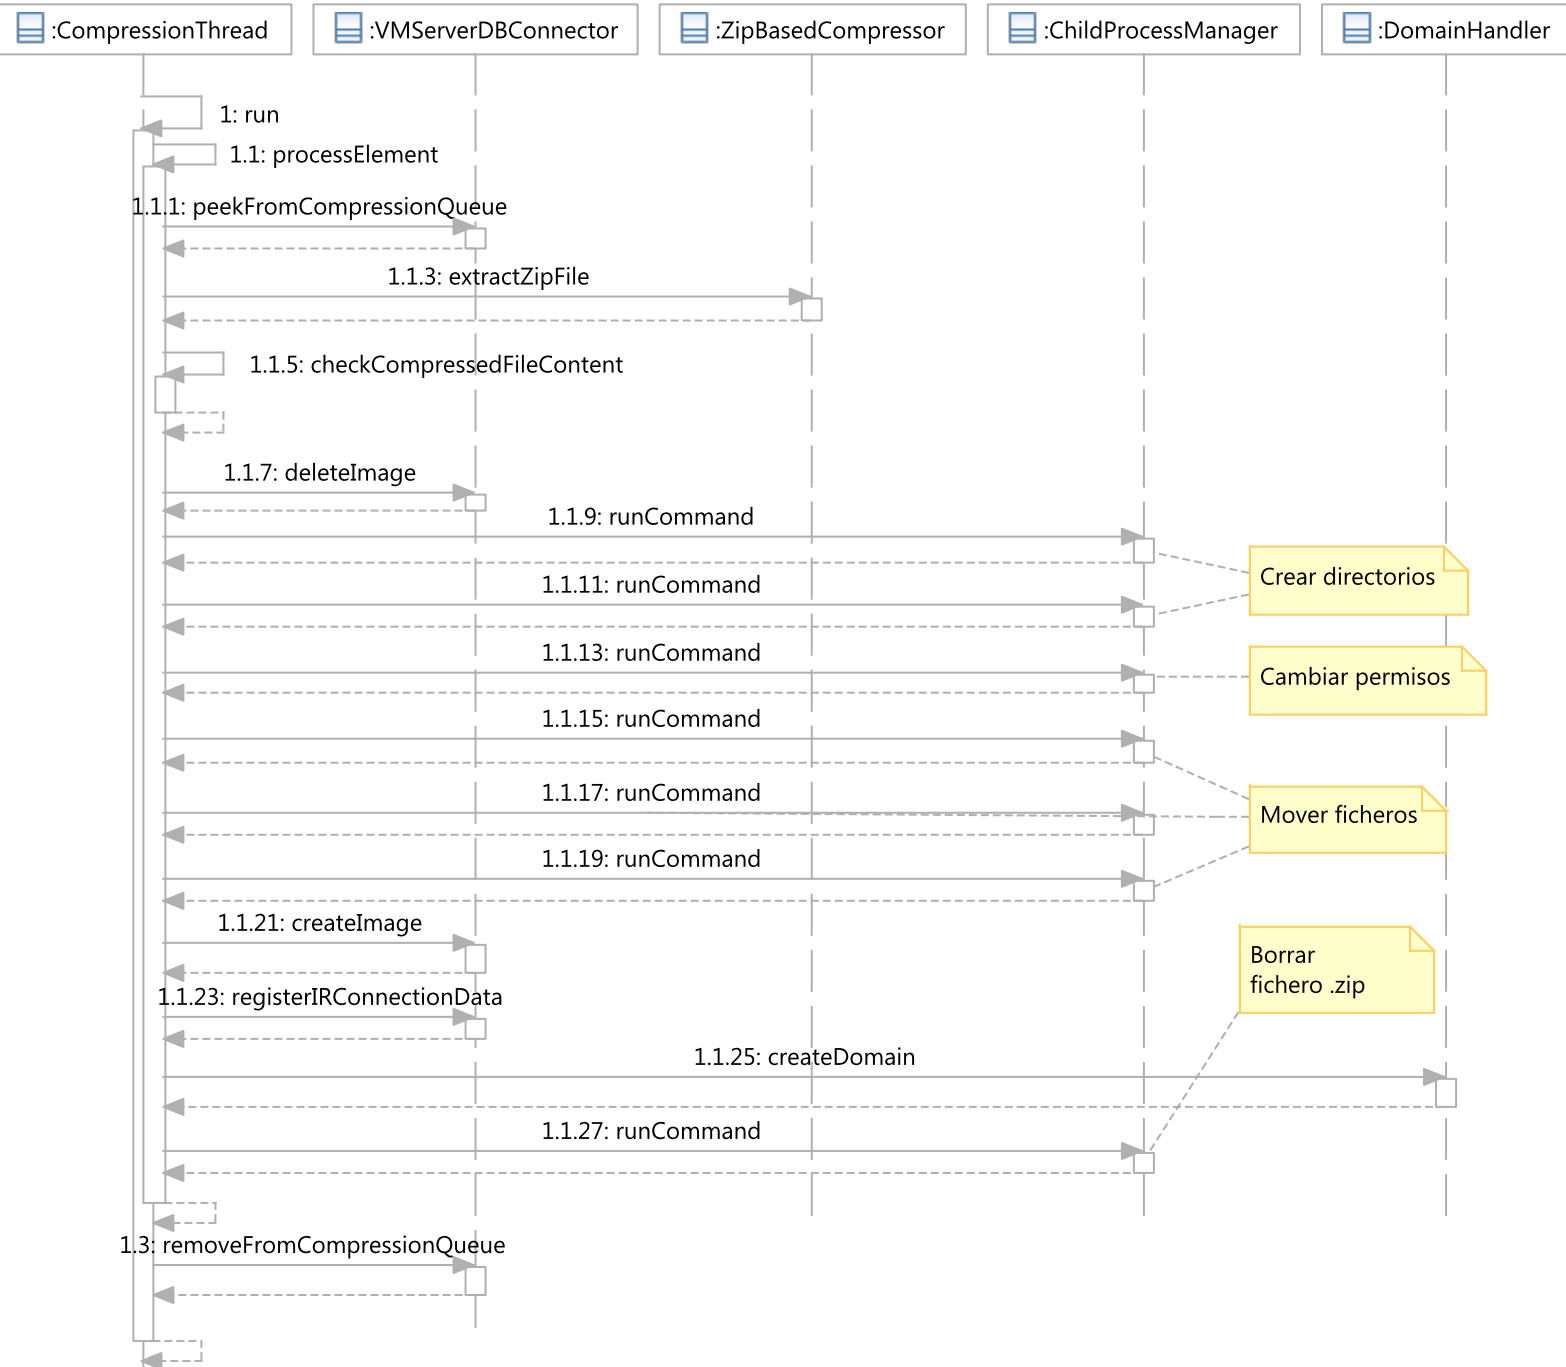 :CompressionThread
:VMServerDBConnector
:ZipBasedCompressor
:ChildProcessManager
:DomainHandler
1: run
1.1: processElement
1.1.1: peekFromCompressionQueue
1.1.3: extractZipFile
1.1.5: checkCompressedFileContent
1.1.7: deleteImage
1.1.9: runCommand
Crear directorios
1.1.11: runCommand
1.1.13: runCommand
Cambiar permisos
1.1.15: runCommand
1.1.17: runCommand
Mover ficheros
1.1.19: runCommand
1.1.21: createImage
Borrar
fichero .zip
1.1.23: registerIRConnectionData
1.1.25: createDomain
1.1.27: runCommand
1.3: removeFromCompressionQueue